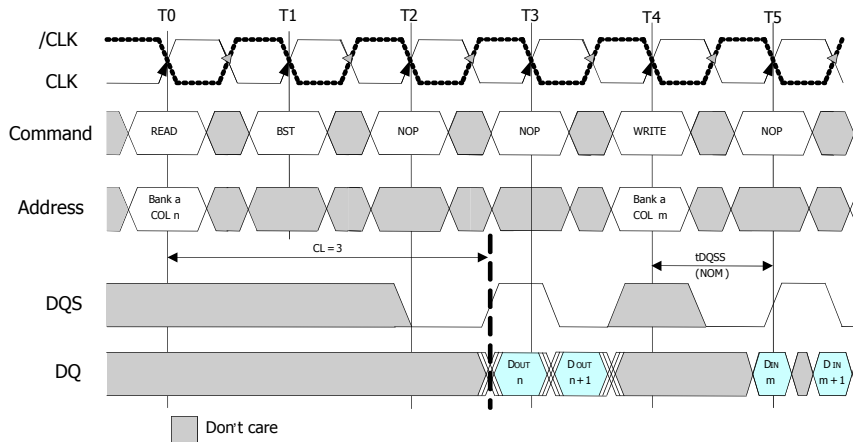 T0 T1 T2 T3 T4 T5
/CLK
CLK
Command READ BST NOP NOP WRITE NOP
Address Bank a COL n Bank a COL m
CL = 3
tDQSS
(NOM)
DQS
DQ DOUT n DOUT n+1 DIN m DIN m+1
Don't care